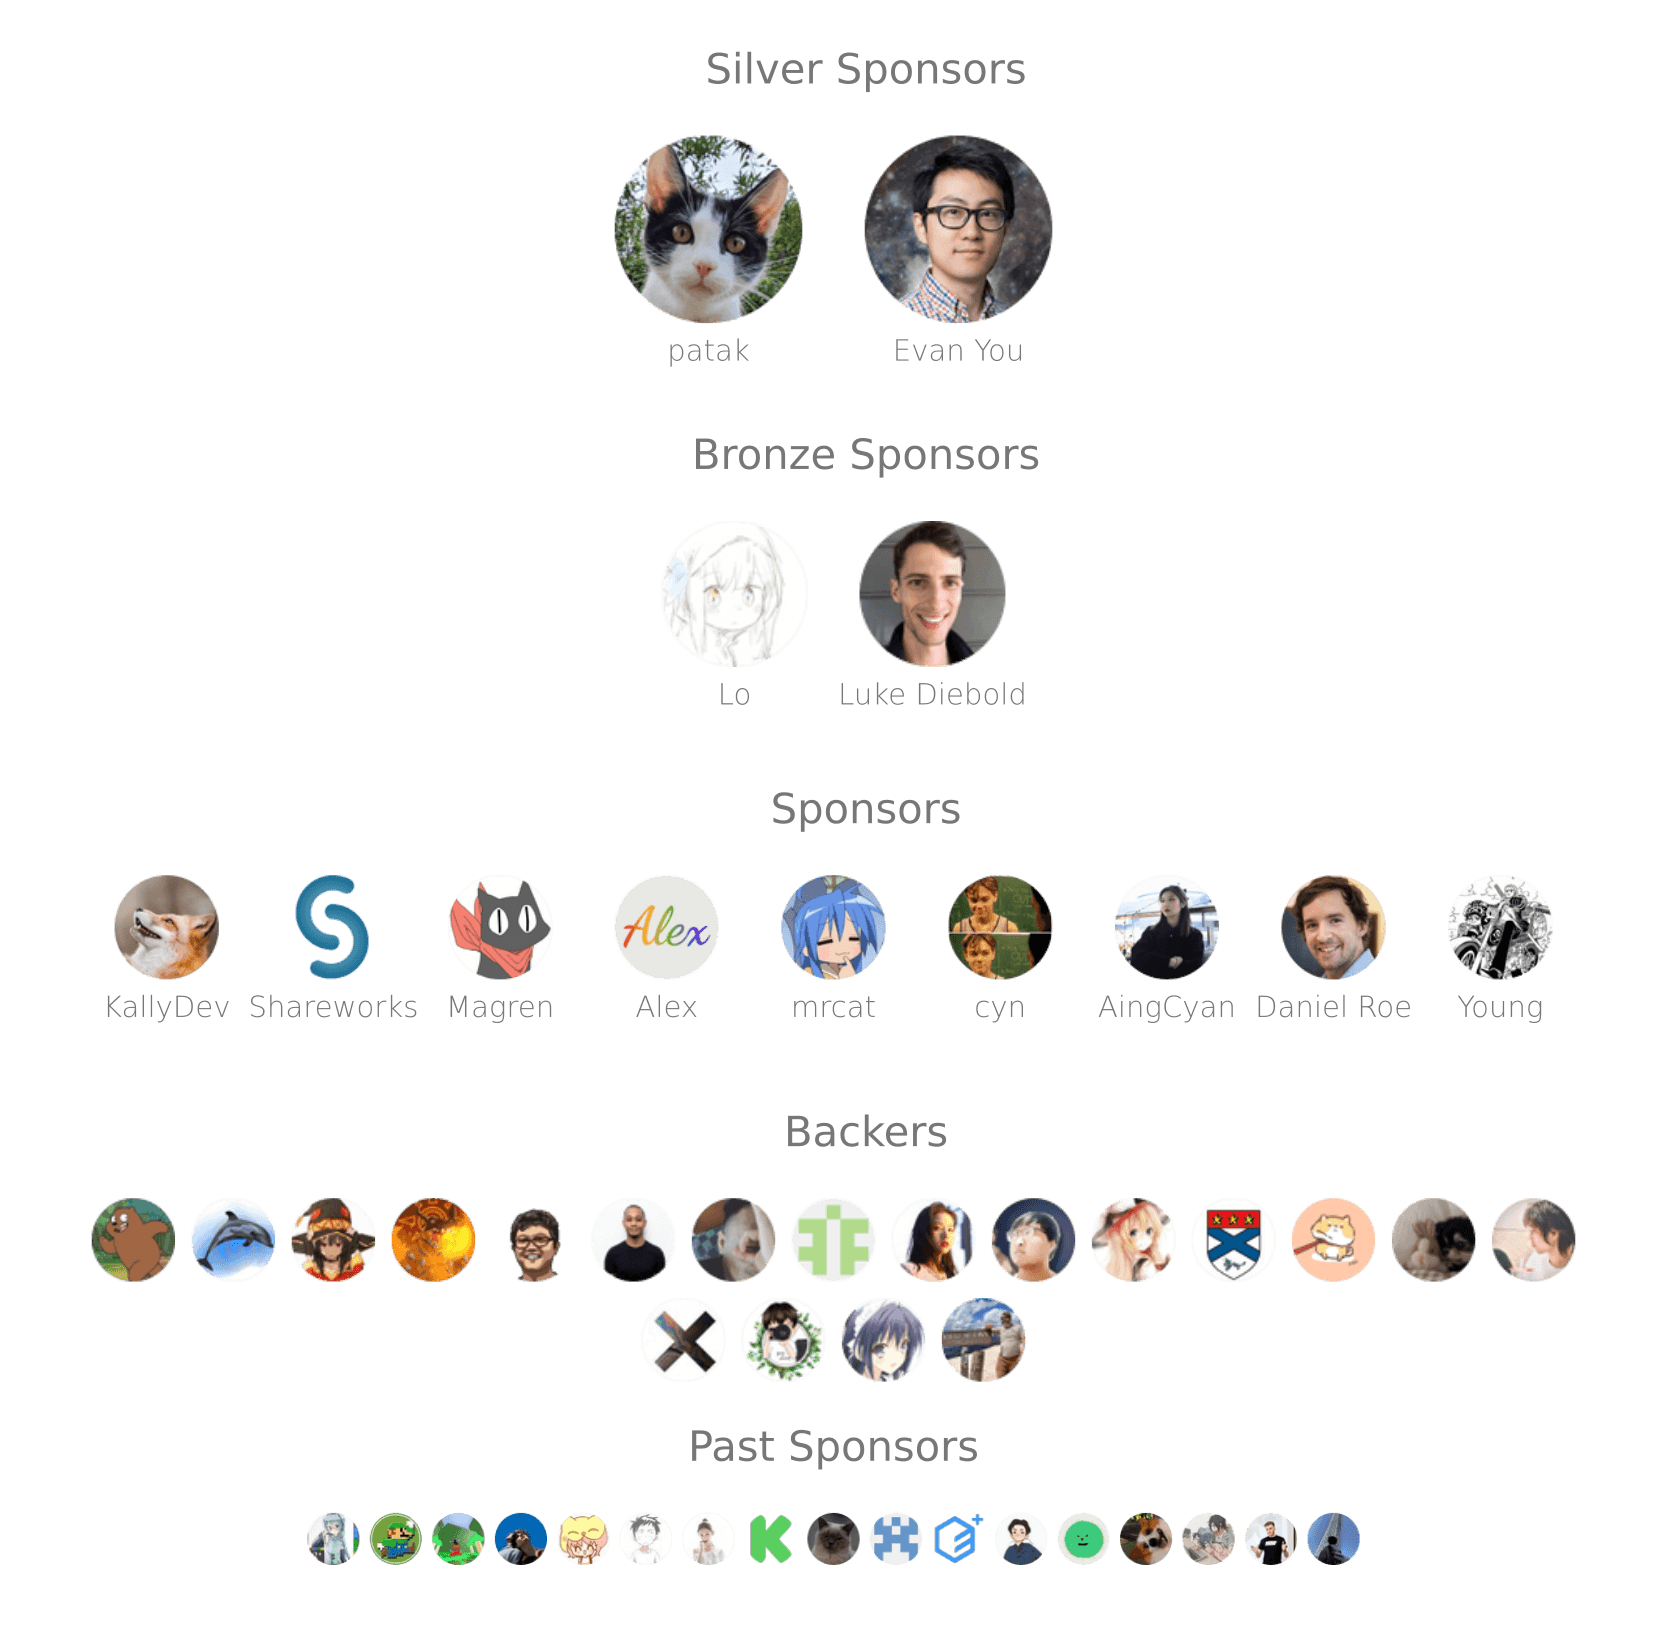 Silver Sponsors
patak Evan You
Bronze Sponsors
Lo Luke Diebold
Sponsors
Alex
KallyDev Shareworks Magren Alex mrcat cyn AingCyan Daniel Roe Young
Backers
Past Sponsors